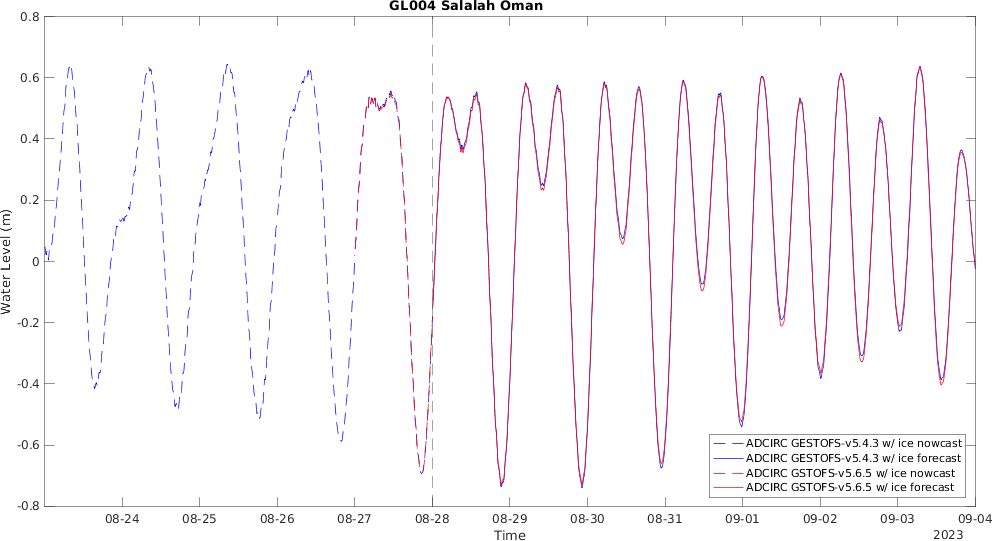 GL004 Salalah Oman
0.8
0.6
0.4
0.2
0
-0.2
-0.4
-0.6
-0.8
Water Level (m)
ADCIRC GESTOFS-v5.4.3 w/ ice nowcast
ADCIRC GESTOFS-v5.4.3 w/ ice forecast
ADCIRC GSTOFS-v5.6.5 w/ ice nowcast
ADCIRC GSTOFS-v5.6.5 w/ ice forecast
08-24 08-25 08-26 08-27 08-28 08-29 08-30 08-31 09-01 09-02 09-03 09-04
Time
2023